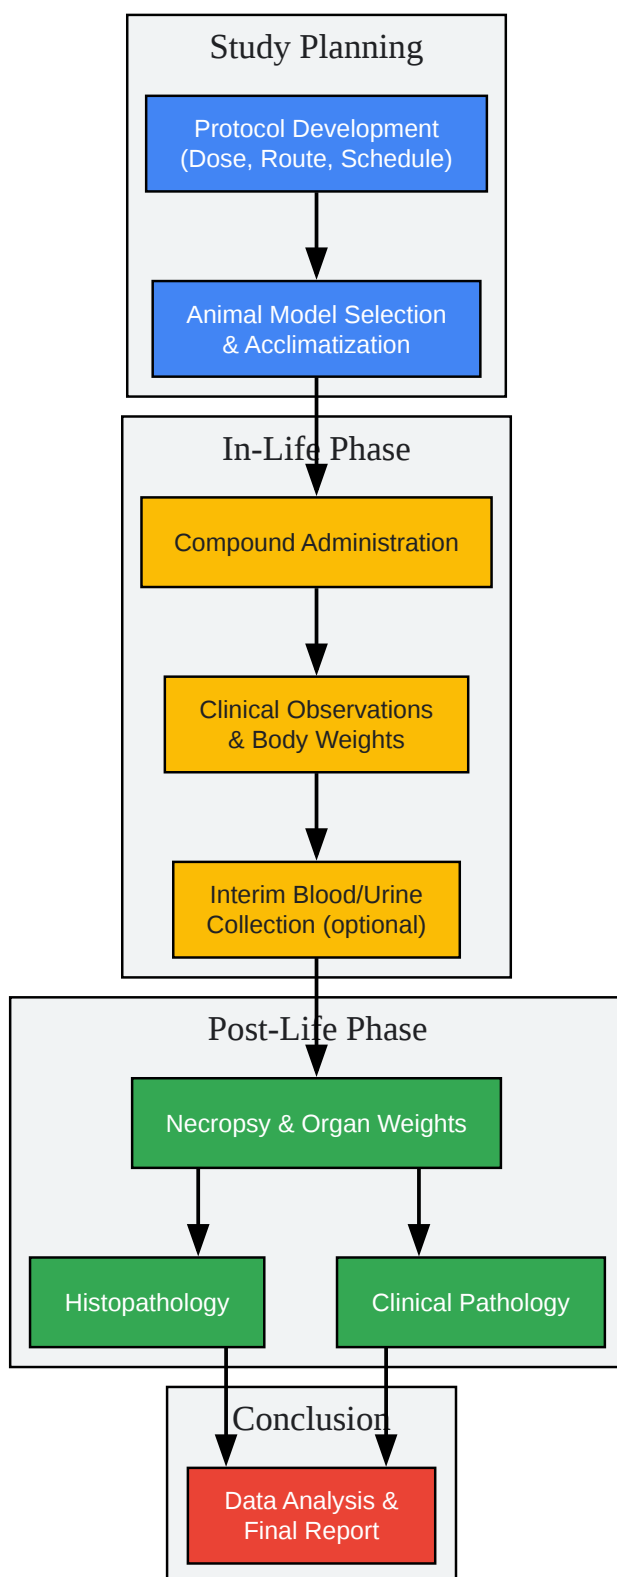 Study Planning
Protocol Development
(Dose, Route, Schedule)
Animal Model Selection
& Acclimatization
In-Life Phase
Compound Administration
Clinical Observations
& Body Weights
Interim Blood/Urine
Collection (optional)
Post-Life Phase
Necropsy & Organ Weights
Histopathology
Clinical Pathology
Conclusion
Data Analysis &
Final Report